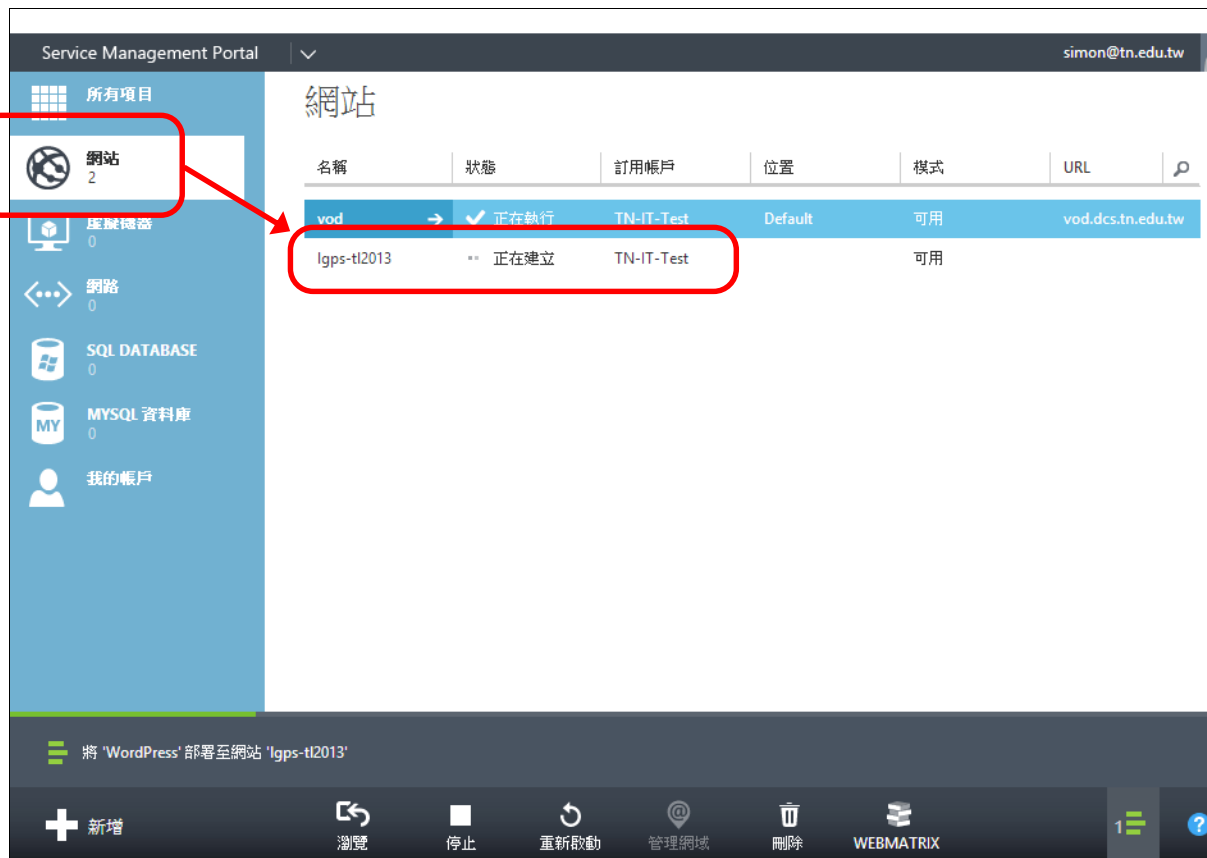 Service Management Portal
simon@tn.edu.tw
所有項目
網站
2
虛擬機器
0
網路
0
SQL DATABASE
0
MY
MYSQL 資料庫
0
我的帳戶
網站
名稱 狀態 訂用帳戶 位置 模式 URL
vod 正在執行 TN-IT-Test Default 可用 vod.dcs.tn.edu.tw
lgps-tl2013 正在建立 TN-IT-Test 可用
將 'WordPress' 部署至網站 'lgps-tl2013'
新增
瀏覽 停止 重新啟動 管理網域 刪除 WEBMATRIX
1
?